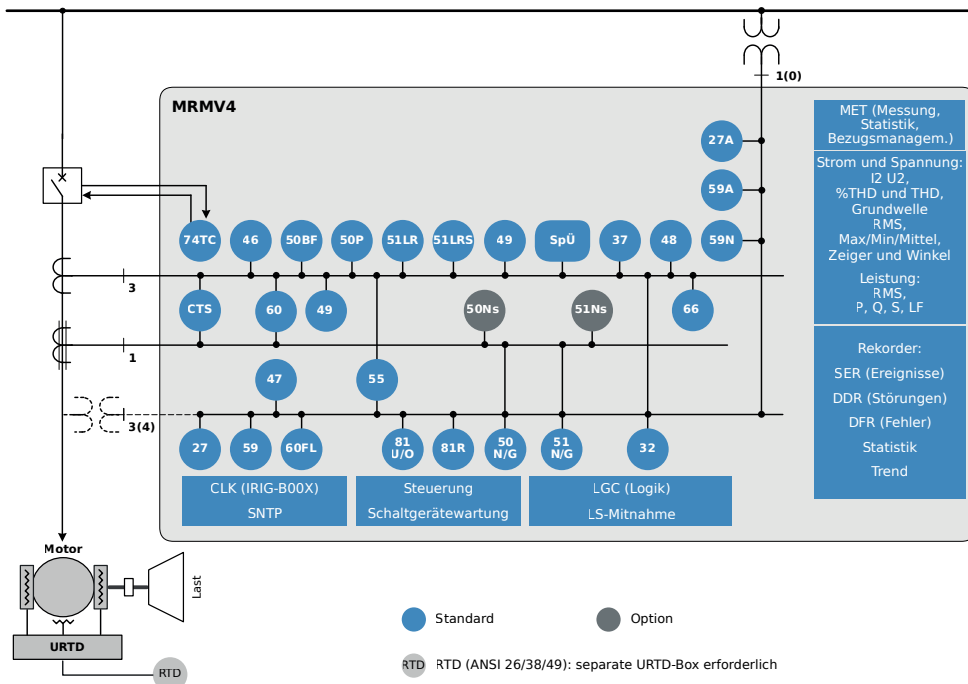 1(0)
MRMV4
MET (Messung,
Statistik,
Bezugsmanagem.)
27A
Strom und Spannung:
I2 U2,
%THD und THD,
Grundwelle
RMS,
Max/Min/Mittel,
Zeiger und Winkel
Leistung:
RMS,
P, Q, S, LF
59A
74TC
46
50BF
50P
51LR
51LRS
49
SpÜ
37
48
59N
3
CTS
60
49
50Ns
51Ns
66
1
Rekorder:
SER (Ereignisse)
DDR (Störungen)
DFR (Fehler)
Statistik
Trend
47
55
3(4)
27
59
60FL
81
U/O
81R
50
N/G
51
N/G
32
CLK (IRIG-B00X)
SNTP
Steuerung
Schaltgerätewartung
LGC (Logik)
LS-Mitnahme
Motor
Last
URTD
RTD
Standard
Option
RTD RTD (ANSI 26/38/49): separate URTD-Box erforderlich